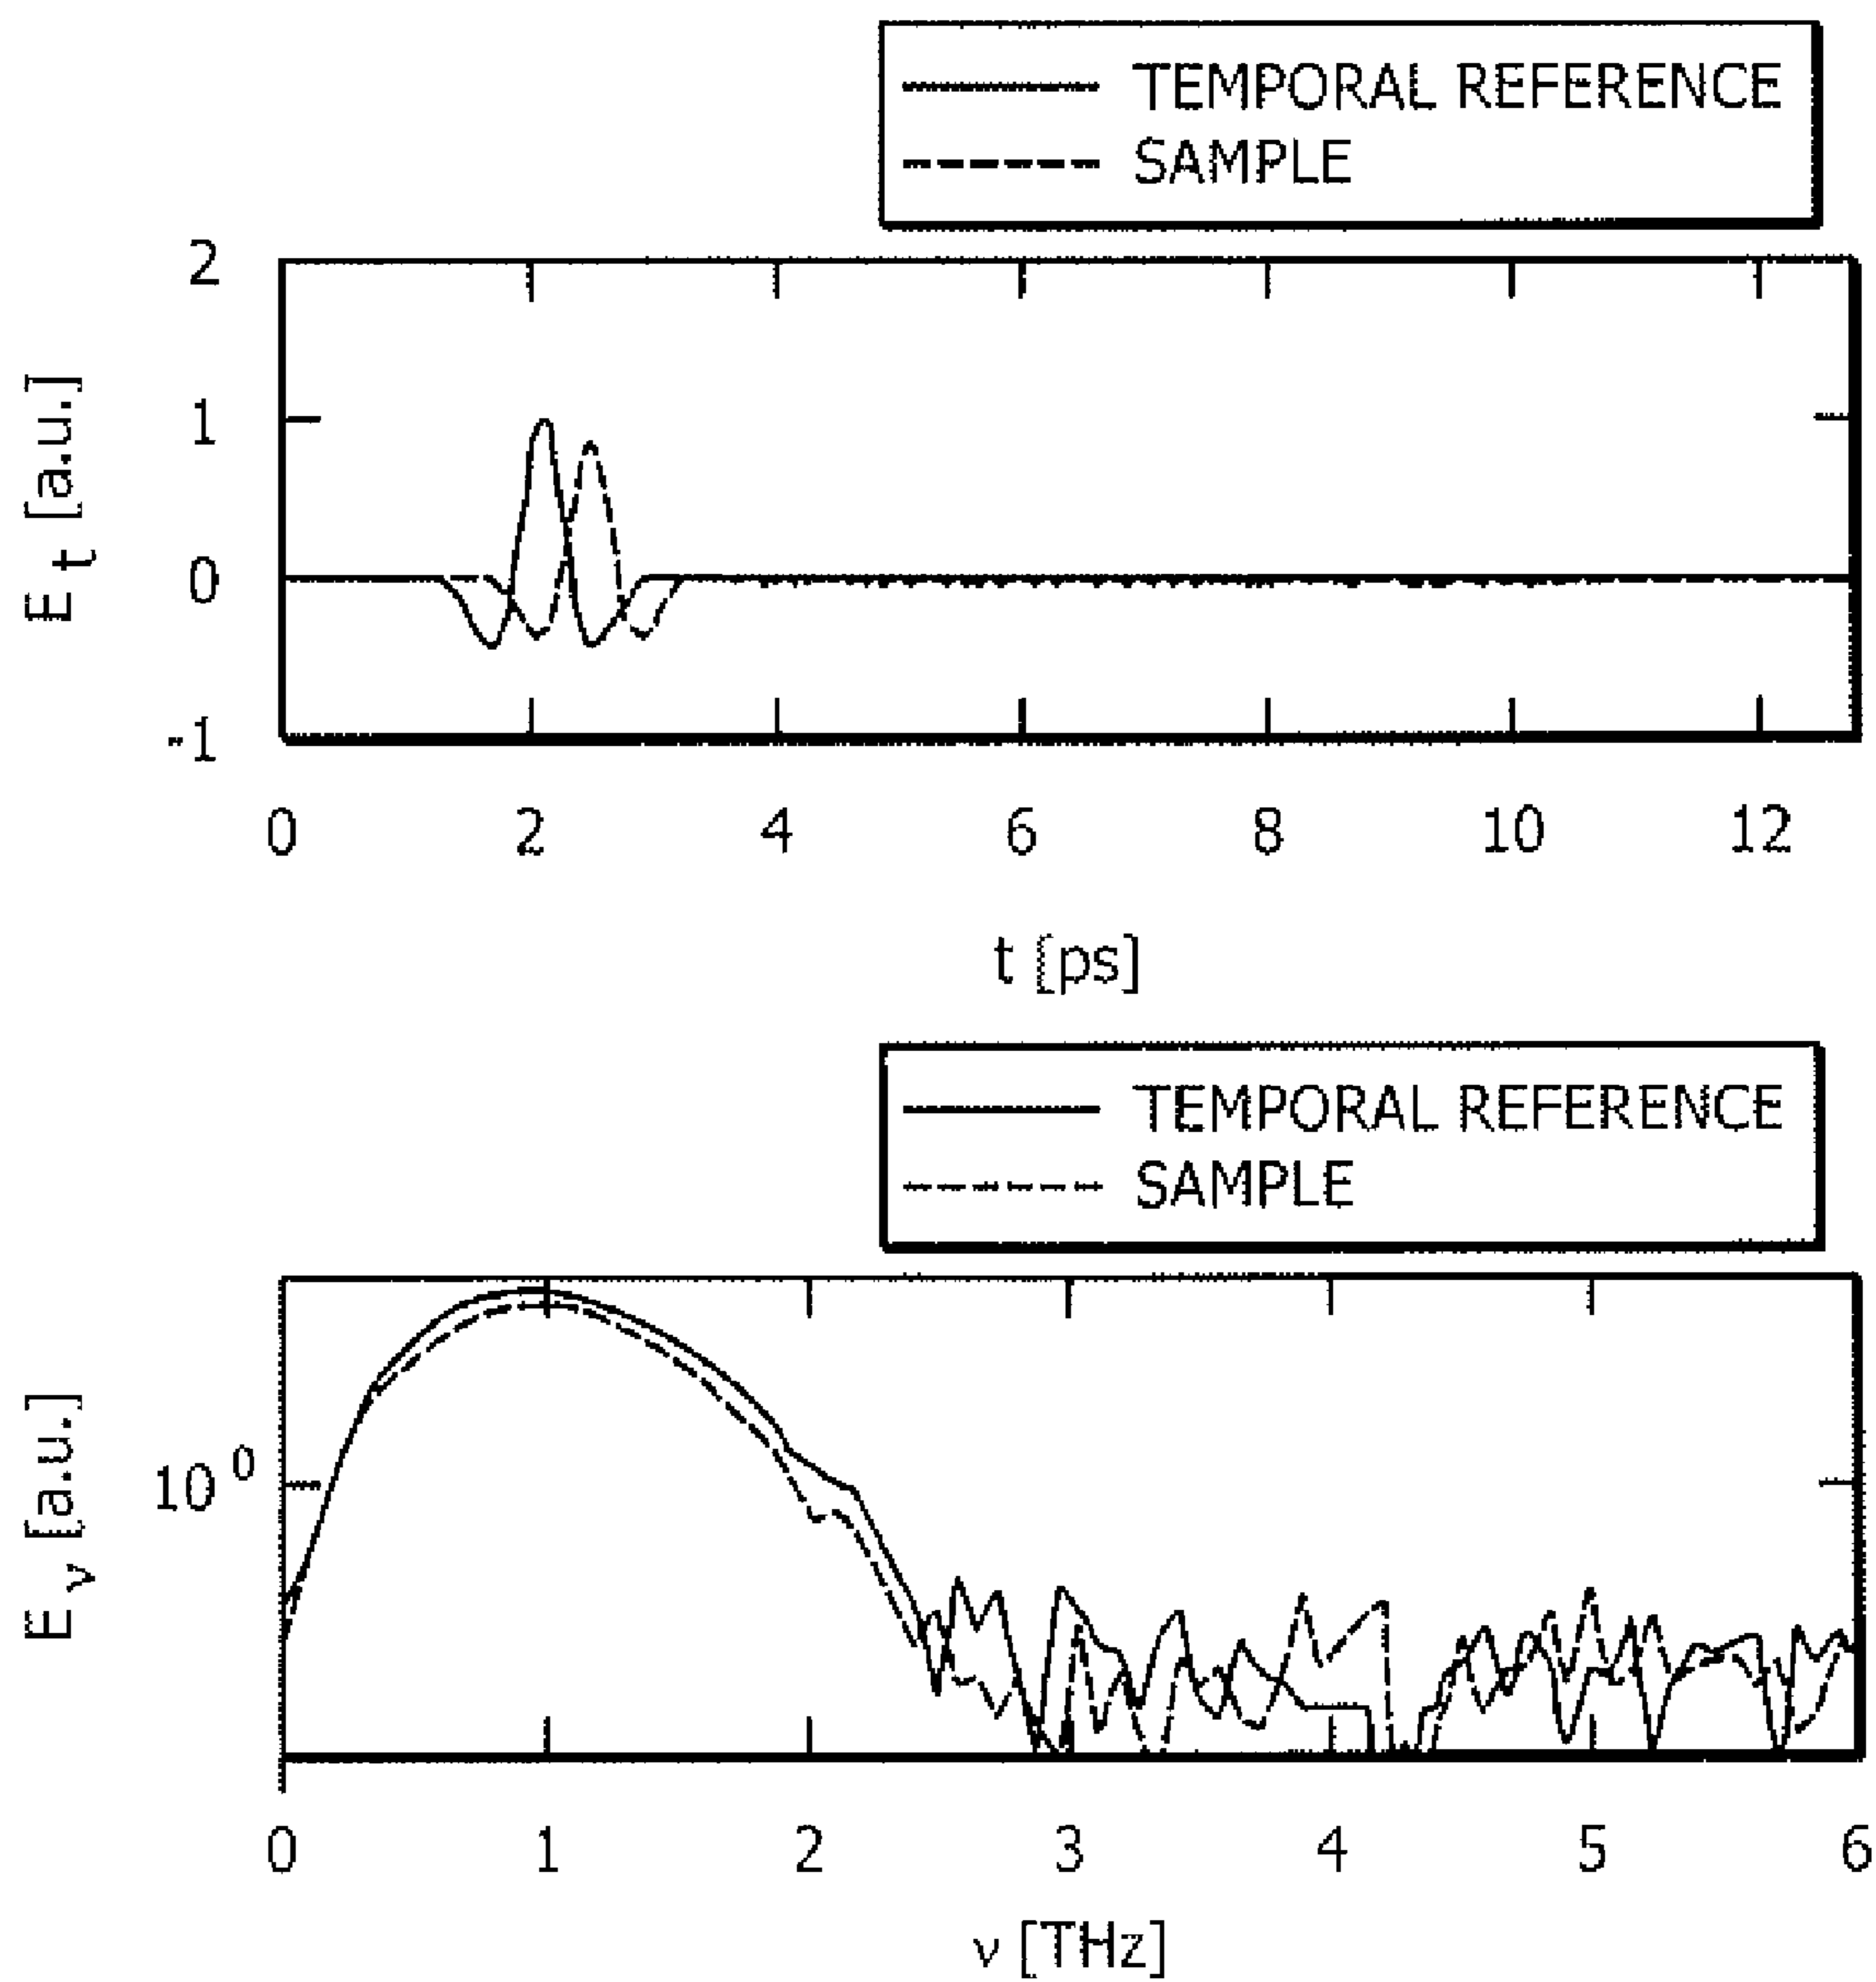 TEMPORAL REFERENCE
SAMPLE
2
1
0
-1
E t [a.u.]
0 2 4 6 8 10 12
t [ps]
TEMPORAL REFERENCE
SAMPLE
10 0
E ν [a.u.]
0 1 2 3 4 5 6
ν [THz]